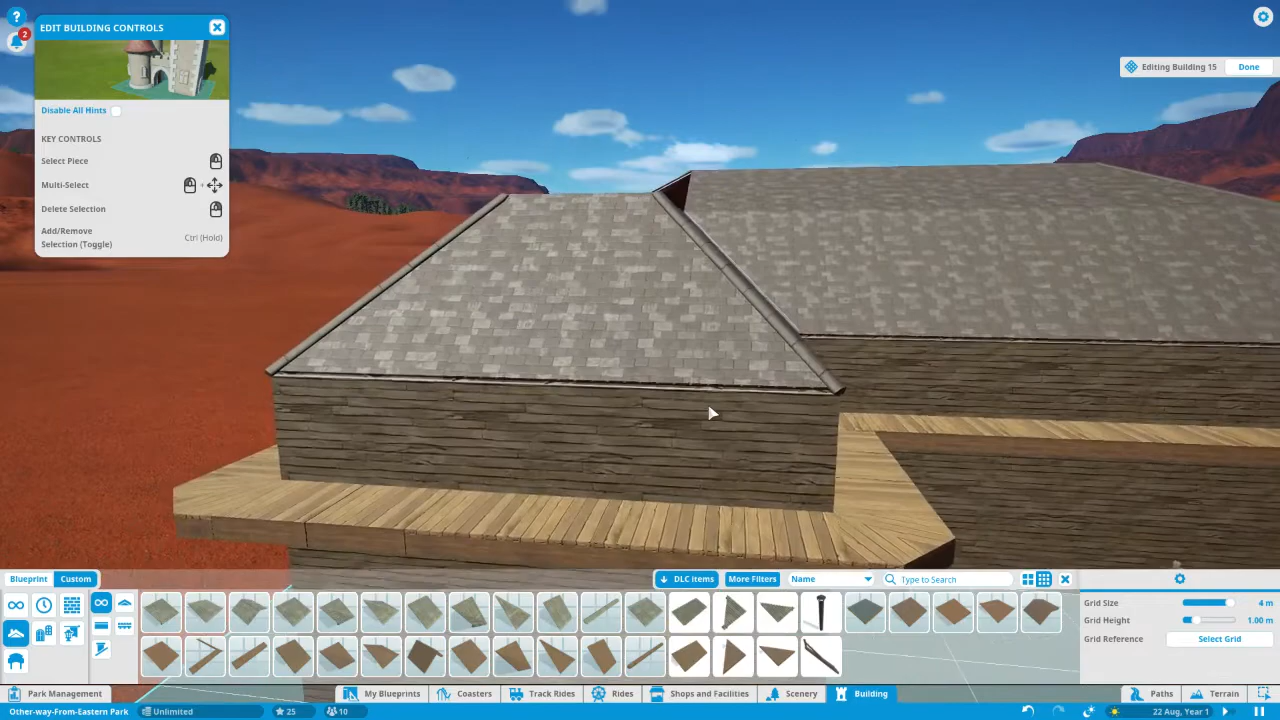 ?
EDIT BUILDING CONTROLS
2
Disable All Hints
KEY CONTROLS
Select Piece
Multi-Select
+
Delete Selection
Add/Remove
Selection (Toggle)
Ctrl (Hold)
Editing Building 15
Done
Blueprint
Custom
DLC Items
More Filters
Name
Type to Search
Grid Size
4 m
Grid Height
1.00 m
Grid Reference
Select Grid
Park Management
My Blueprints
Coasters
Track Rides
Rides
Shops and Facilities
Scenery
Building
Paths
Terrain
Other-way-From-Eastern Park
Unlimited
25
10
22 Aug, Year 1